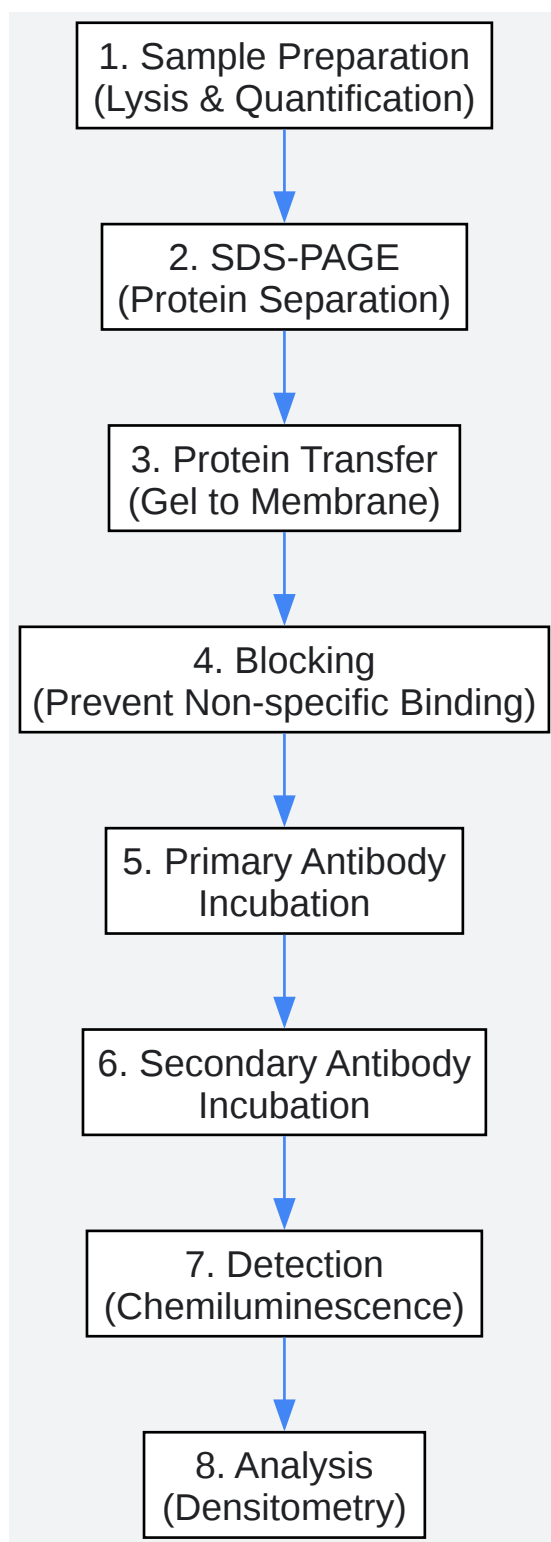 1. Sample Preparation
(Lysis & Quantification)
2. SDS-PAGE
(Protein Separation)
3. Protein Transfer
(Gel to Membrane)
4. Blocking
(Prevent Non-specific Binding)
5. Primary Antibody
Incubation
6. Secondary Antibody
Incubation
7. Detection
(Chemiluminescence)
8. Analysis
(Densitometry)